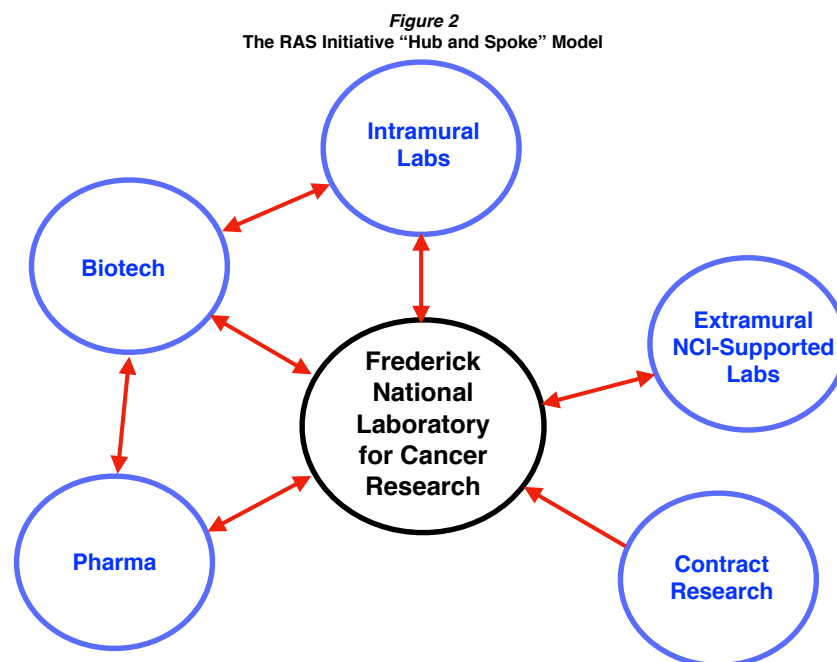 Figure 2
The RAS Initiative “Hub and Spoke” Model
Intramural
Labs
Biotech
Extramural
NCI-Supported
Labs
Frederick
National
Laboratory
for Cancer
Research
Pharma
Contract
Research